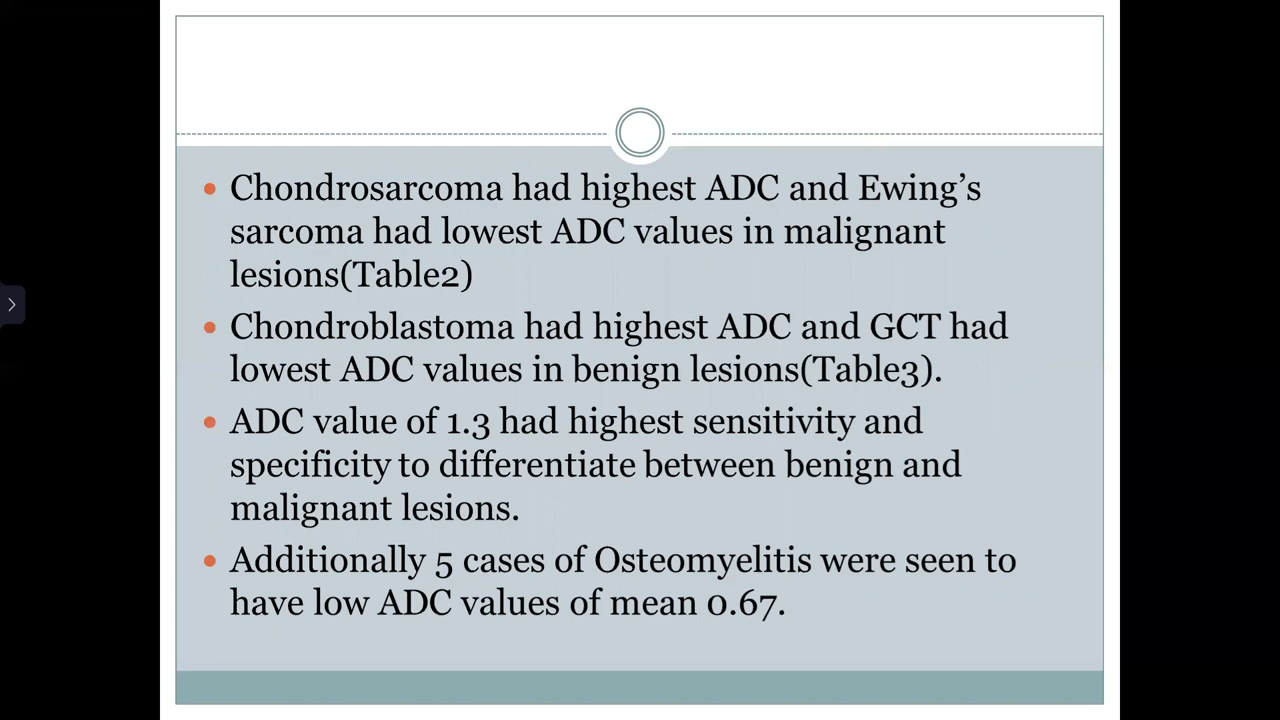 • Chondrosarcoma had highest ADC and Ewing’s
sarcoma had lowest ADC values in malignant
lesions(Table2)
• Chondroblastoma had highest ADC and GCT had
lowest ADC values in benign lesions(Table3).
• ADC value of 1.3 had highest sensitivity and
specificity to differentiate between benign and
malignant lesions.
• Additionally 5 cases of Osteomyelitis were seen to
have low ADC values of mean 0.67.